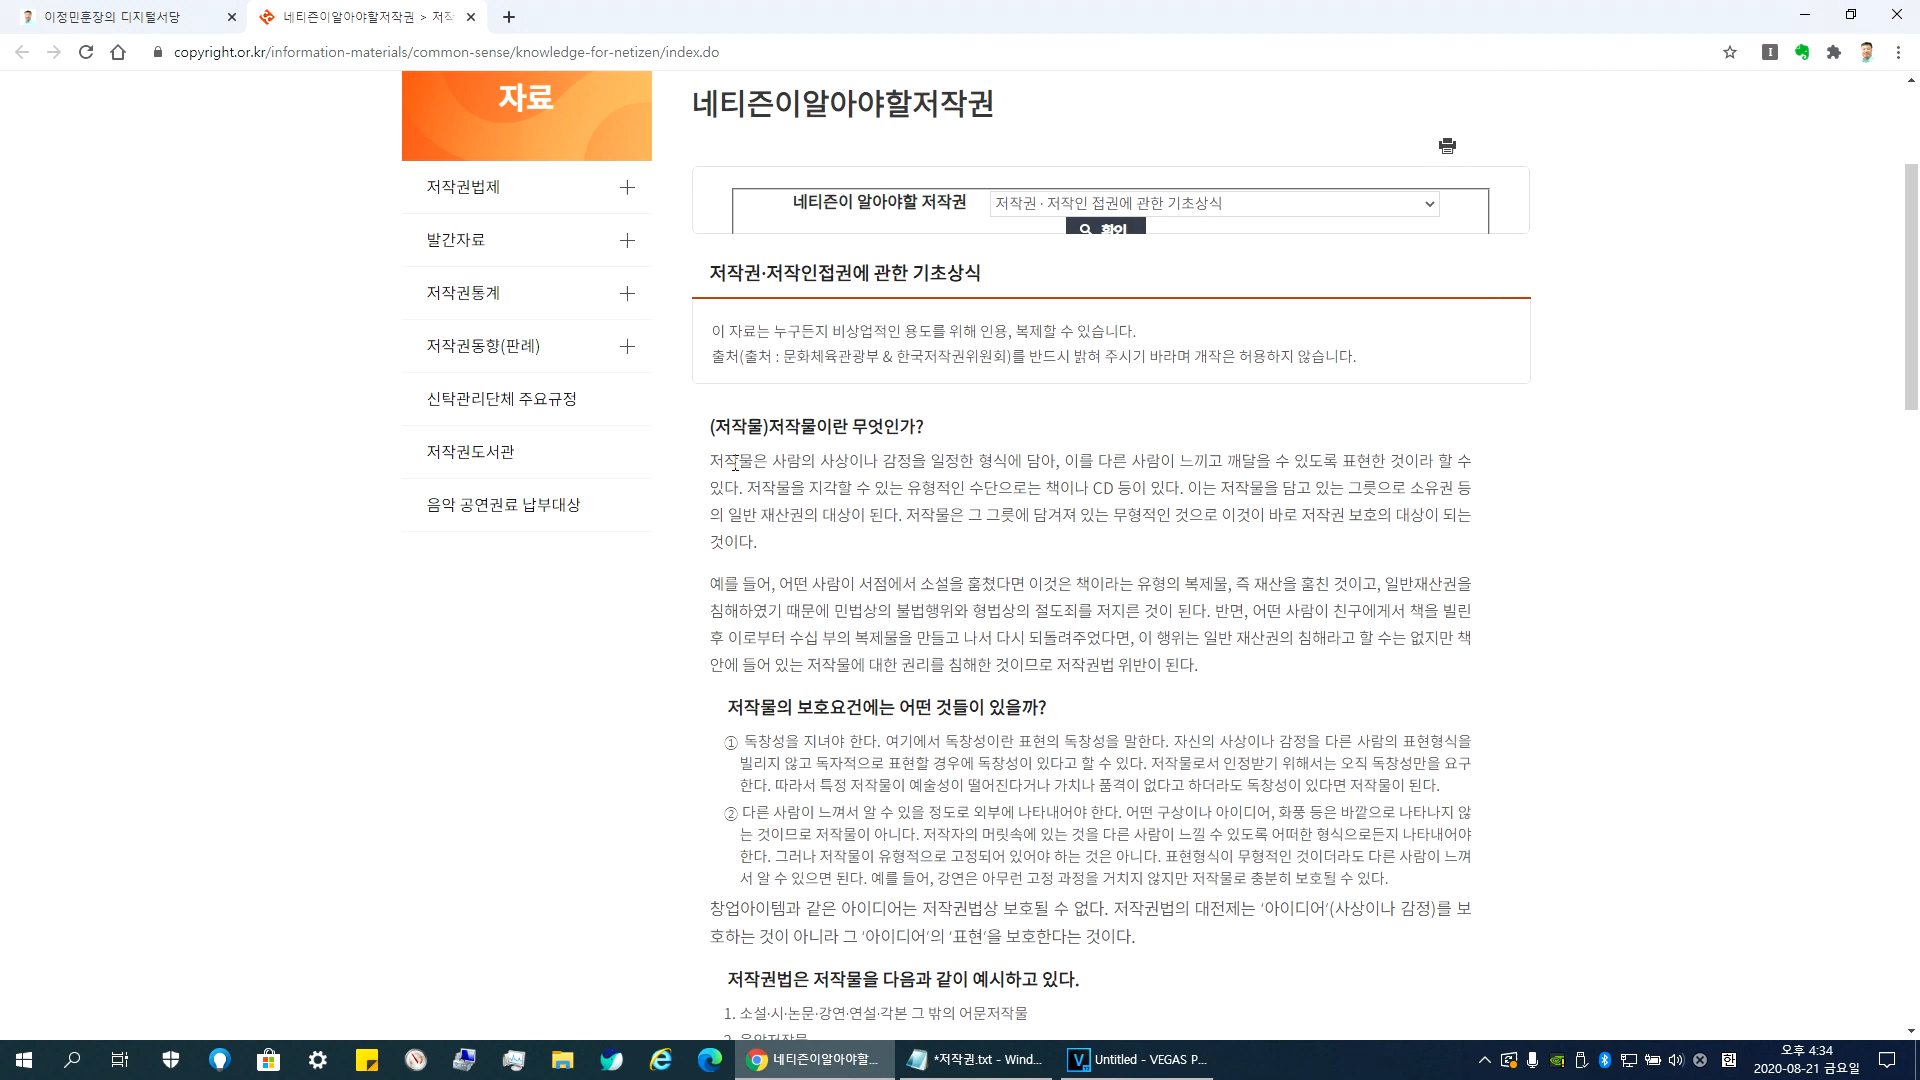 이정민훈장의 디지털서당
네티즌이알아야할저작권 > 저작
copyright.or.kr/information-materials/common-sense/knowledge-for-netizen/index.do
자료
저작권법제
발간자료
저작권통계
저작권동향(판례)
신탁관리단체 주요규정
저작권도서관
음악 공연권료 납부대상
네티즌이알아야할저작권
네티즌이 알아야할 저작권
저작권 · 저작인 접권에 관한 기초상식
확인
저작권·저작인접권에 관한 기초상식
이 자료는 누구든지 비상업적인 용도를 위해 인용, 복제할 수 있습니다.
출처(출처 : 문화체육관광부 & 한국저작권위원회)를 반드시 밝혀 주시기 바라며 개작은 허용하지 않습니다.
(저작물)저작물이란 무엇인가?
저작물은 사람의 사상이나 감정을 일정한 형식에 담아, 이를 다른 사람이 느끼고 깨달을 수 있도록 표현한 것이라 할 수
있다. 저작물을 지각할 수 있는 유형적인 수단으로는 책이나 CD 등이 있다. 이는 저작물을 담고 있는 그릇으로 소유권 등
의 일반 재산권의 대상이 된다. 저작물은 그 그릇에 담겨져 있는 무형적인 것으로 이것이 바로 저작권 보호의 대상이 되는
것이다.
예를 들어, 어떤 사람이 서점에서 소설을 훔쳤다면 이것은 책이라는 유형의 복제물, 즉 재산을 훔친 것이고, 일반재산권을
침해하였기 때문에 민법상의 불법행위와 형법상의 절도죄를 저지른 것이 된다. 반면, 어떤 사람이 친구에게서 책을 빌린
후 이로부터 수십 부의 복제물을 만들고 나서 다시 되돌려주었다면, 이 행위는 일반 재산권의 침해라고 할 수는 없지만 책
안에 들어 있는 저작물에 대한 권리를 침해한 것이므로 저작권법 위반이 된다.
저작물의 보호요건에는 어떤 것들이 있을까?
① 독창성을 지녀야 한다. 여기에서 독창성이란 표현의 독창성을 말한다. 자신의 사상이나 감정을 다른 사람의 표현형식을
빌리지 않고 독자적으로 표현할 경우에 독창성이 있다고 할 수 있다. 저작물로서 인정받기 위해서는 오직 독창성만을 요구
한다. 따라서 특정 저작물이 예술성이 떨어진다거나 가치나 품격이 없다고 하더라도 독창성이 있다면 저작물이 된다.
② 다른 사람이 느껴서 알 수 있을 정도로 외부에 나타내어야 한다. 어떤 구상이나 아이디어, 화풍 등은 바깥으로 나타나지 않
는 것이므로 저작물이 아니다. 저작자의 머릿속에 있는 것을 다른 사람이 느낄 수 있도록 어떠한 형식으로든지 나타내어야
한다. 그러나 저작물이 유형적으로 고정되어 있어야 하는 것은 아니다. 표현형식이 무형적인 것이더라도 다른 사람이 느껴
서 알 수 있으면 된다. 예를 들어, 강연은 아무런 고정 과정을 거치지 않지만 저작물로 충분히 보호될 수 있다.
창업아이템과 같은 아이디어는 저작권법상 보호될 수 없다. 저작권법의 대전제는 '아이디어'(사상이나 감정)를 보
호하는 것이 아니라 그 '아이디어'의 '표현'을 보호한다는 것이다.
저작권법은 저작물을 다음과 같이 예시하고 있다.
1. 소설·시·논문·강연·연설·각본 그 밖의 어문저작물
2. 음악저작물
네티즌이알아야할...
*저작권.txt - Wind...
Untitled - VEGAS P...
한
오후 4:34
2020-08-21 금요일